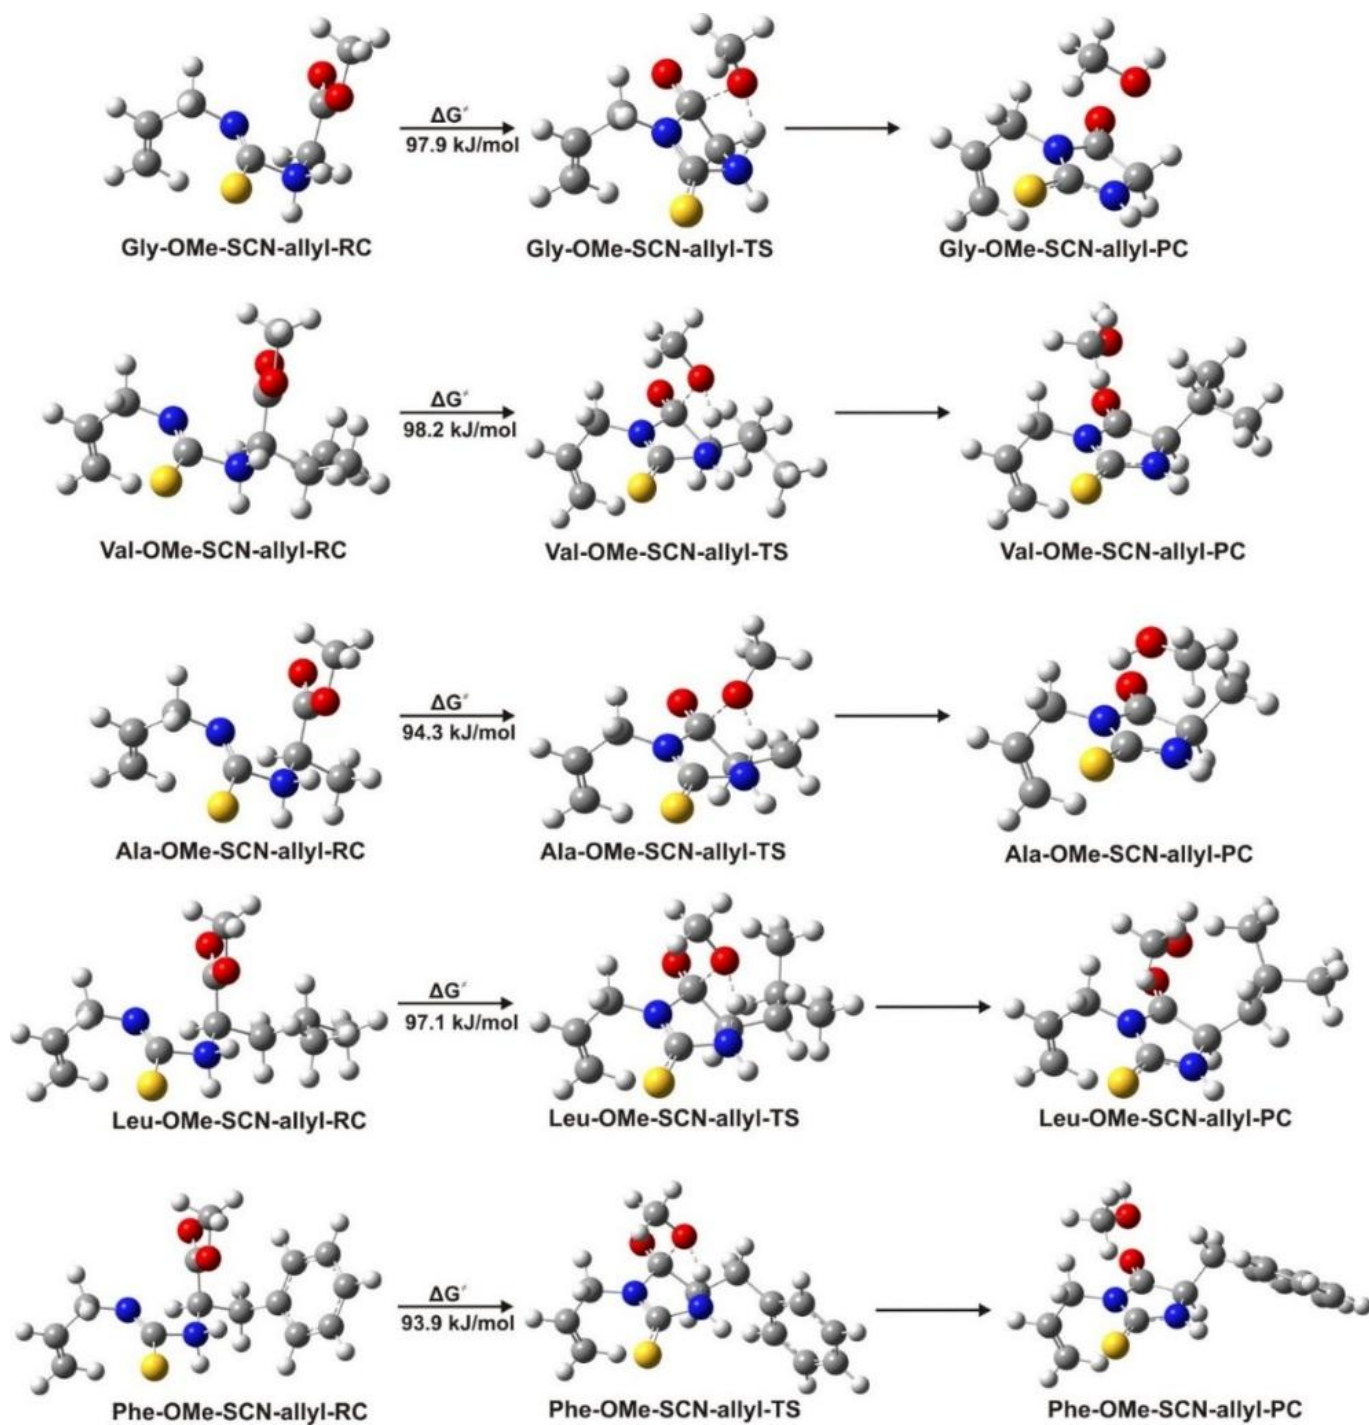 ΔG≠
97.9 kJ/mol
Gly-OMe-SCN-allyl-RC
Gly-OMe-SCN-allyl-TS
Gly-OMe-SCN-allyl-PC
ΔG≠
98.2 kJ/mol
Val-OMe-SCN-allyl-RC
Val-OMe-SCN-allyl-TS
Val-OMe-SCN-allyl-PC
ΔG≠
94.3 kJ/mol
Ala-OMe-SCN-allyl-RC
Ala-OMe-SCN-allyl-TS
Ala-OMe-SCN-allyl-PC
ΔG≠
97.1 kJ/mol
Leu-OMe-SCN-allyl-RC
Leu-OMe-SCN-allyl-TS
Leu-OMe-SCN-allyl-PC
ΔG≠
93.9 kJ/mol
Phe-OMe-SCN-allyl-RC
Phe-OMe-SCN-allyl-TS
Phe-OMe-SCN-allyl-PC